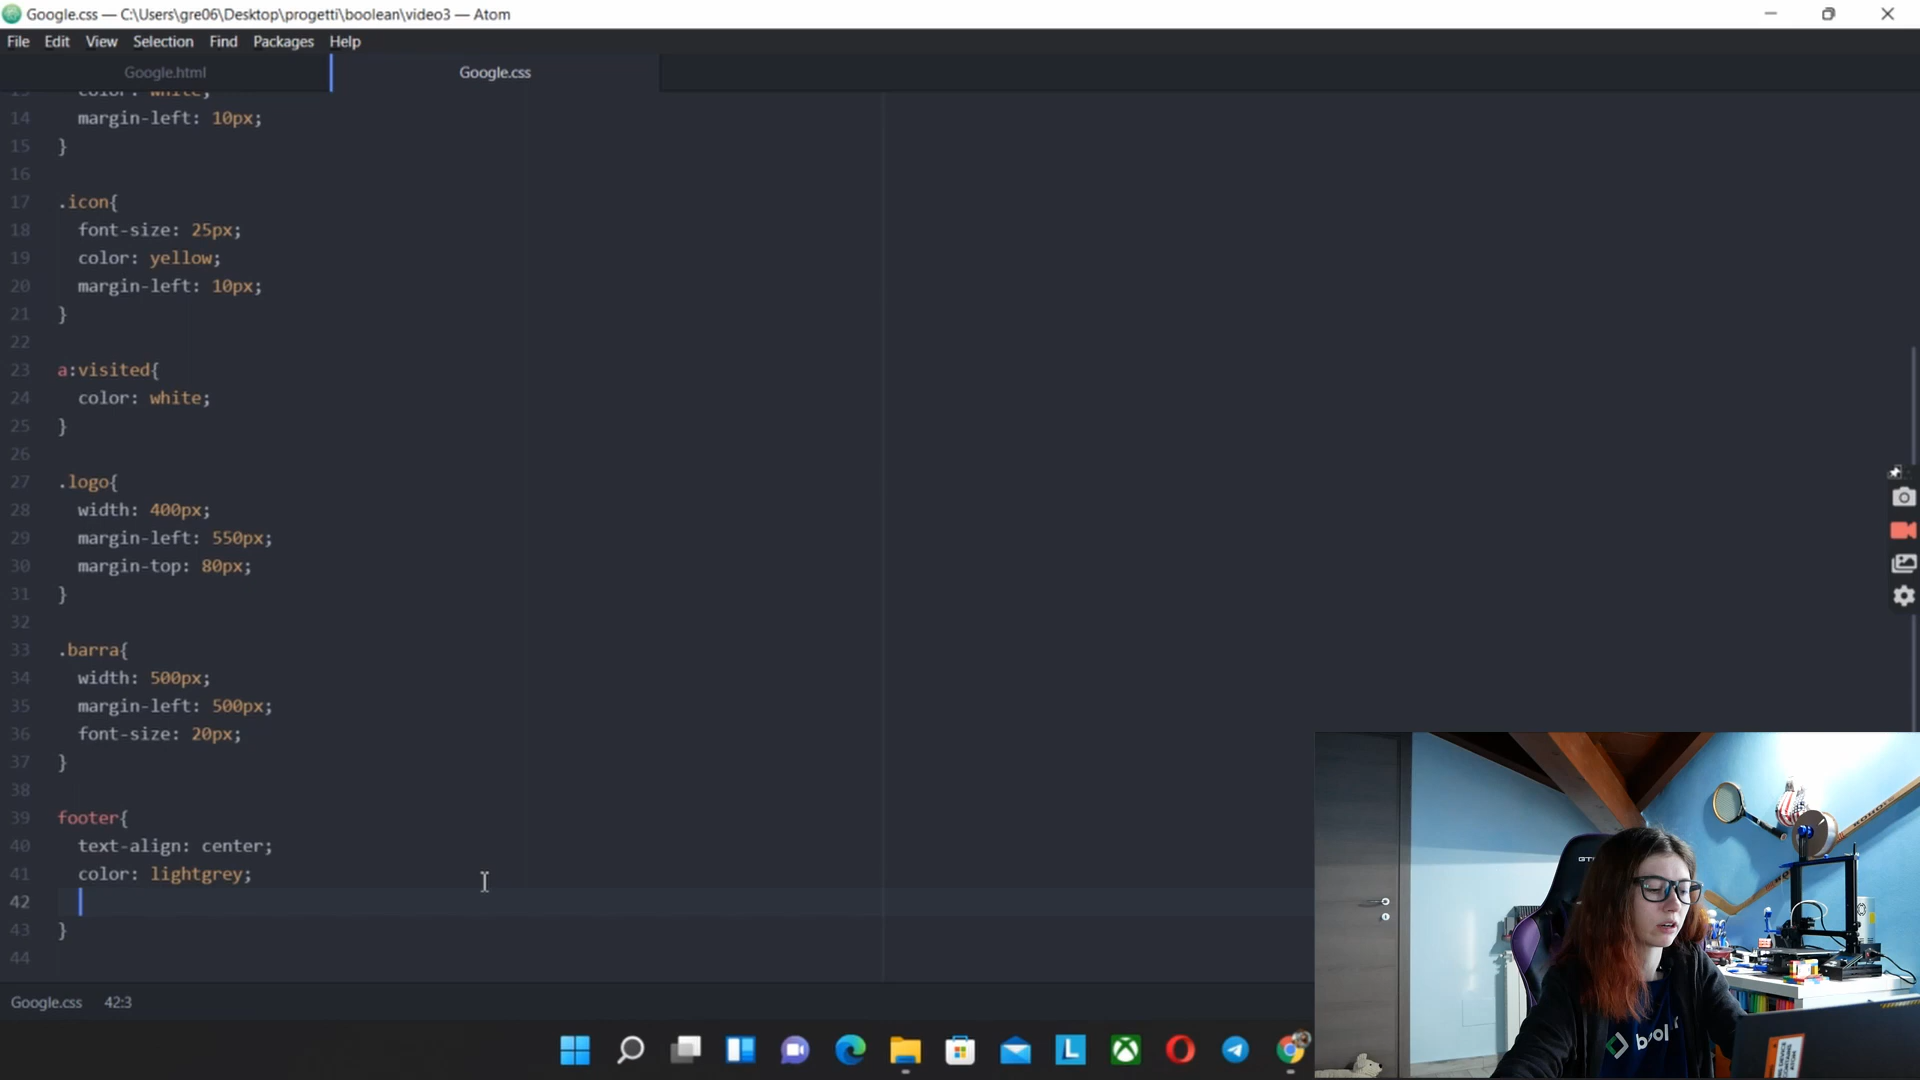 Google.css — C:\Users\gre06\Desktop\progetti\boolean\video3 — Atom
File Edit View Selection Find Packages Help
Google.html Google.css
13 color: white;
14 margin-left: 10px;
15 }
16
17 .icon{
18 font-size: 25px;
19 color: yellow;
20 margin-left: 10px;
21 }
22
23 a:visited{
24 color: white;
25 }
26
27 .logo{
28 width: 400px;
29 margin-left: 550px;
30 margin-top: 80px;
31 }
32
33 .barra{
34 width: 500px;
35 margin-left: 500px;
36 font-size: 20px;
37 }
38
39 footer{
40 text-align: center;
41 color: lightgrey;
42
43 }
44
Google.css 42:3
L
GT